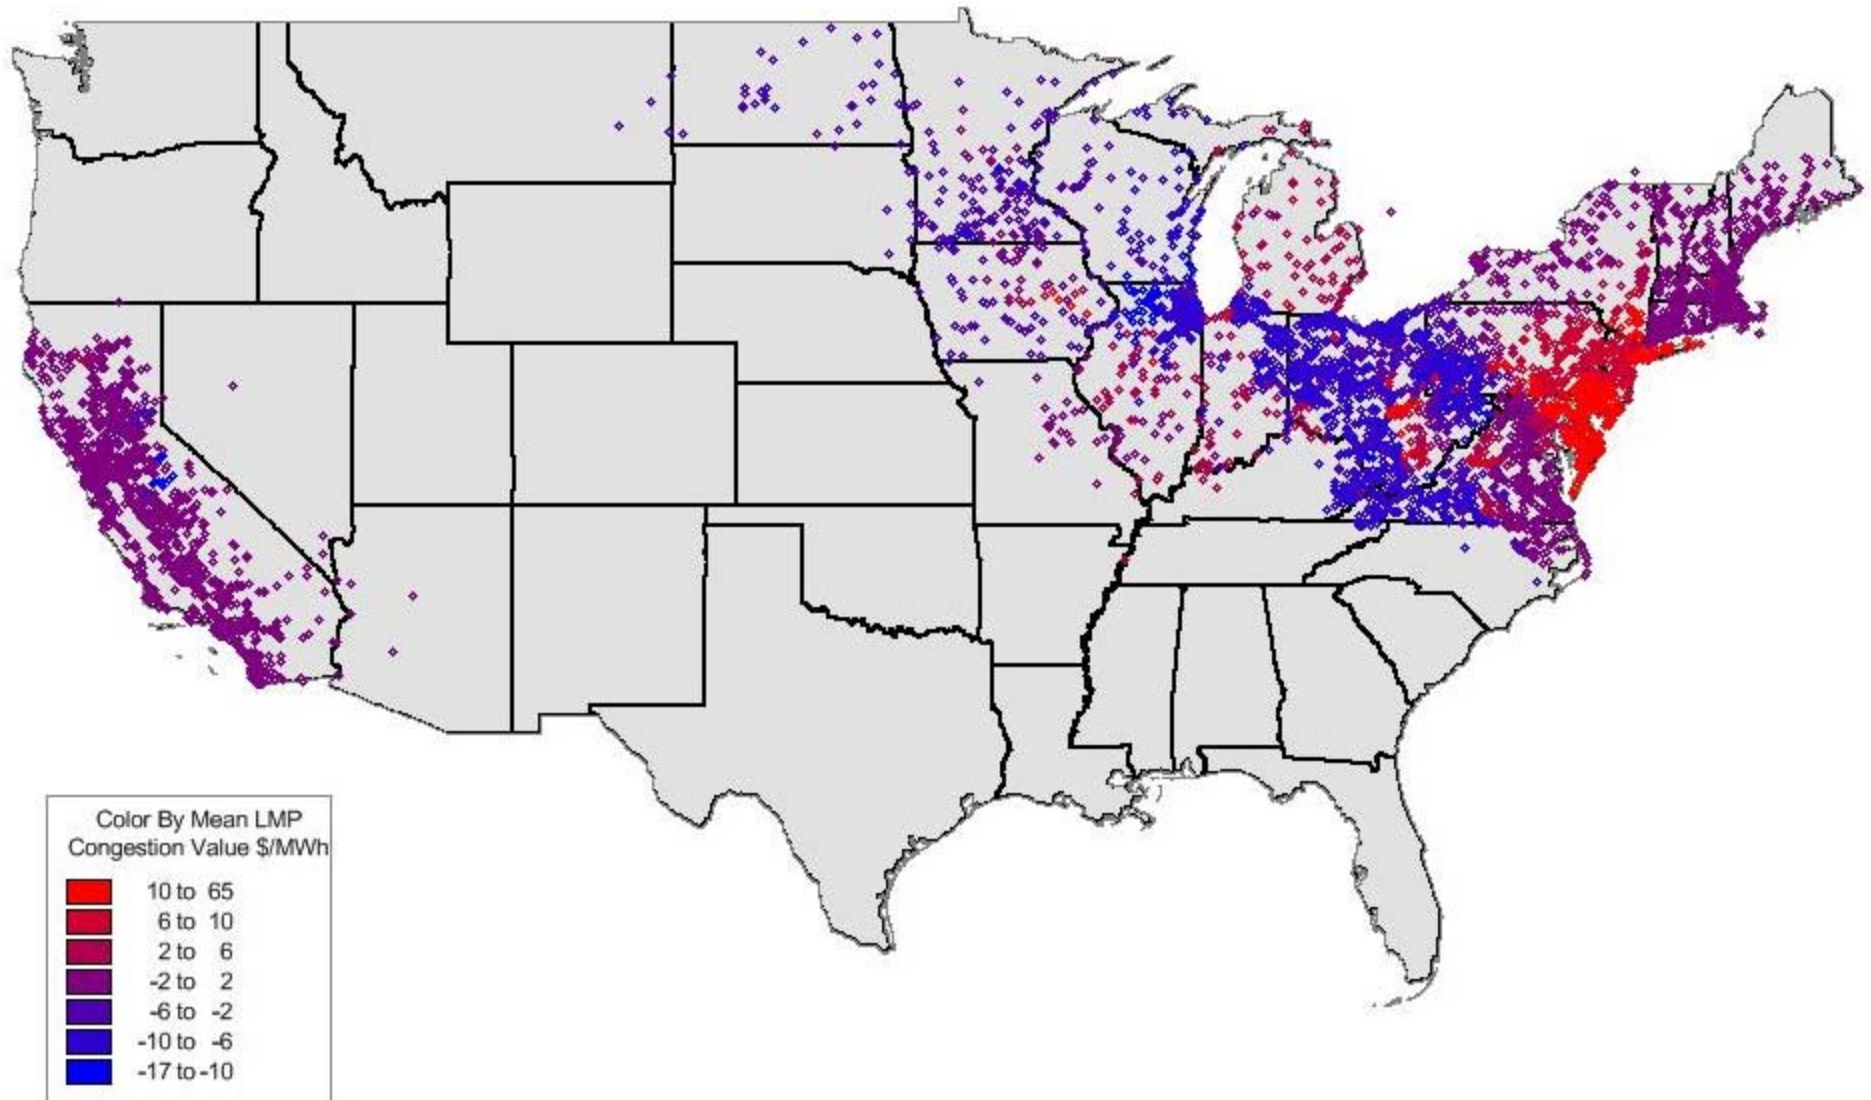 Color By Mean LMP
Congestion Value $/MWh
10 to 65
6 to 10
2 to 6
-2 to 2
-6 to -2
-10 to -6
-17 to -10